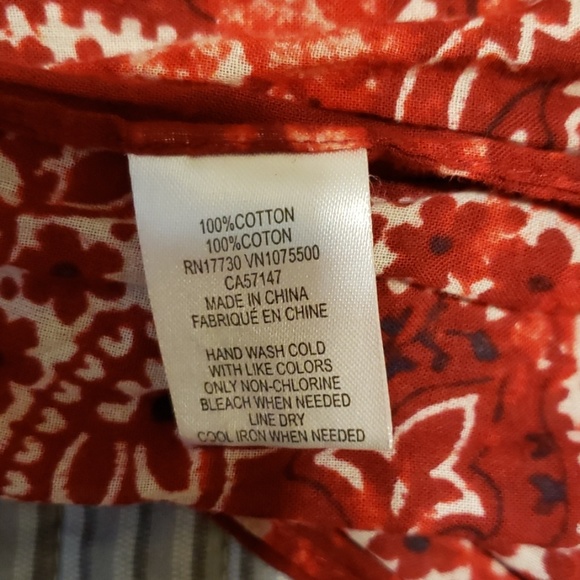 100%COTTON
100%COTON
RN17730 VN1075500
CA57147
MADE IN CHINA
FABRIQUÉ EN CHINE
HAND WASH COLD
WITH LIKE COLORS
ONLY NON-CHLORINE
BLEACH WHEN NEEDED
LINE DRY
COOL IRON WHEN NEEDED